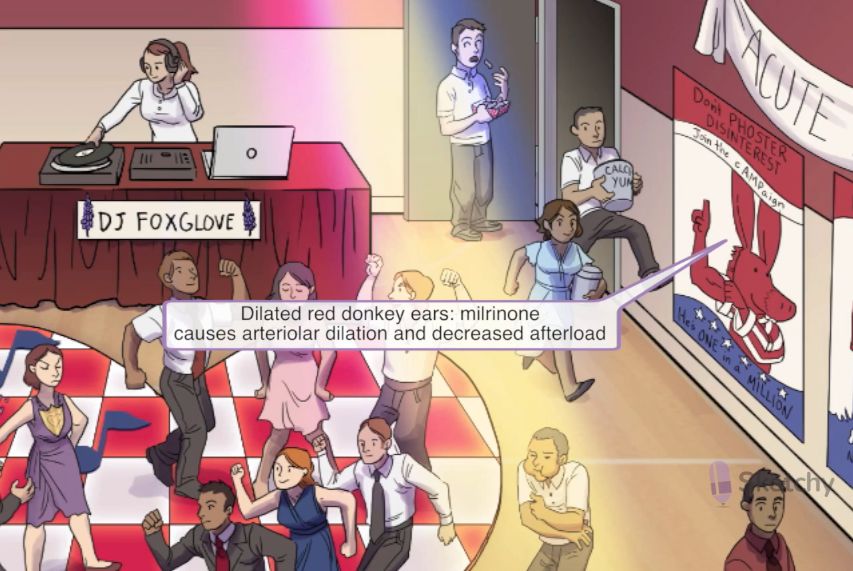 ACUTE
Don't PHOSTER
DISINTEREST
Join the cAMPaign
CALCI
YUM
DJ FOXGLOVE
Dilated red donkey ears: milrinone
causes arteriolar dilation and decreased afterload
He's ONE in a MILLION
Sketchy